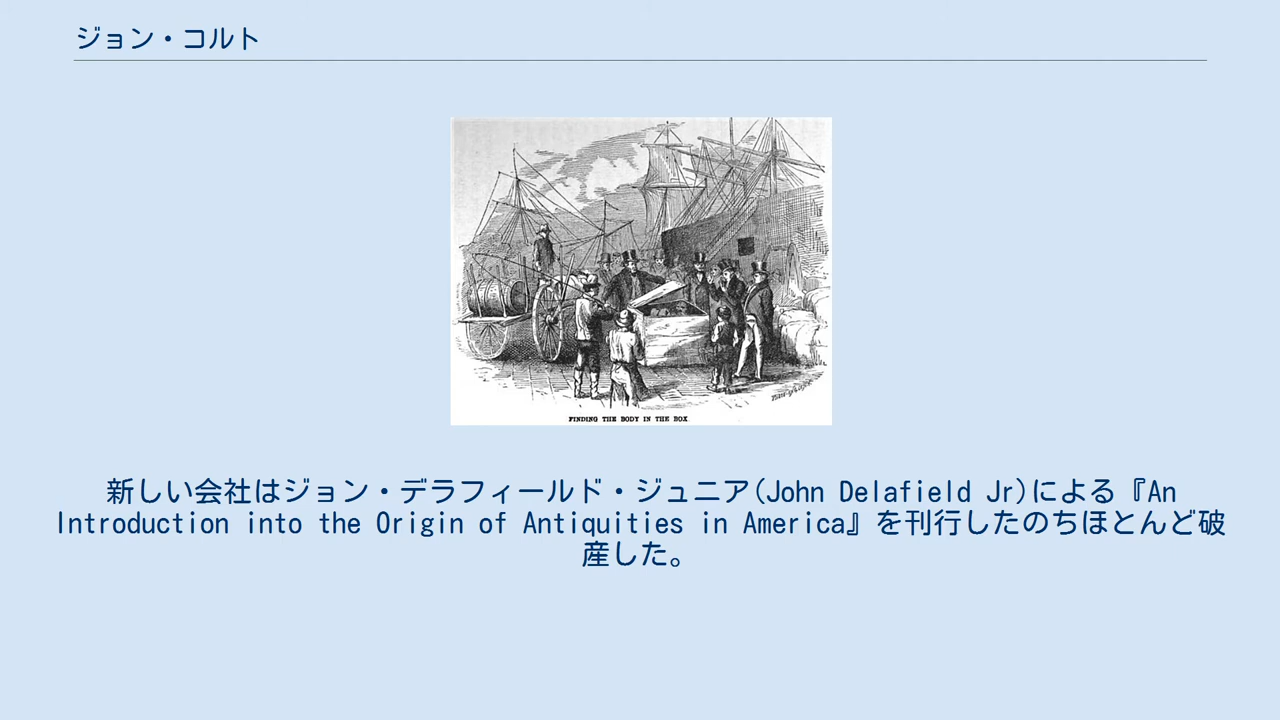 ジョン・コルト
FINDING THE BODY IN THE BOX
新しい会社はジョン・デラフィールド・ジュニア(John Delafield Jr)による『An
Introduction into the Origin of Antiquities in America』を刊行したのちほとんど破
産した。